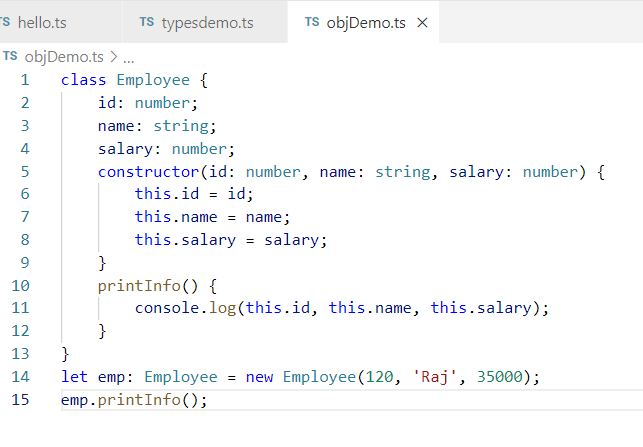 TS hello.ts TS typesdemo.ts TS objDemo.ts ×
TS objDemo.ts > ...
1 class Employee {
2     id: number;
3     name: string;
4     salary: number;
5     constructor(id: number, name: string, salary: number) {
6         this.id = id;
7         this.name = name;
8         this.salary = salary;
9     }
10     printInfo() {
11         console.log(this.id, this.name, this.salary);
12     }
13 }
14 let emp: Employee = new Employee(120, 'Raj', 35000);
15 emp.printInfo();